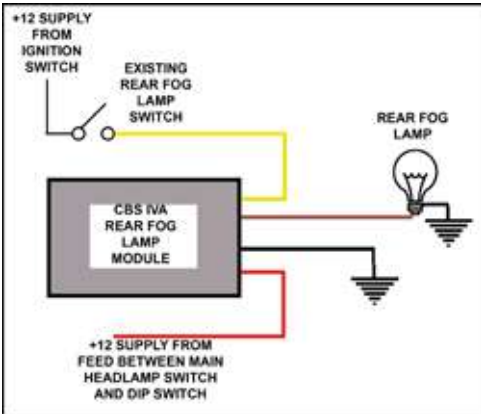 +12 SUPPLY
FROM
IGNITION
SWITCH
EXISTING
REAR FOG
LAMP
SWITCH
REAR FOG
LAMP
CBS IVA
REAR FOG
LAMP
MODULE
+12 SUPPLY FROM
FEED BETWEEN MAIN
HEADLAMP SWITCH
AND DIP SWITCH